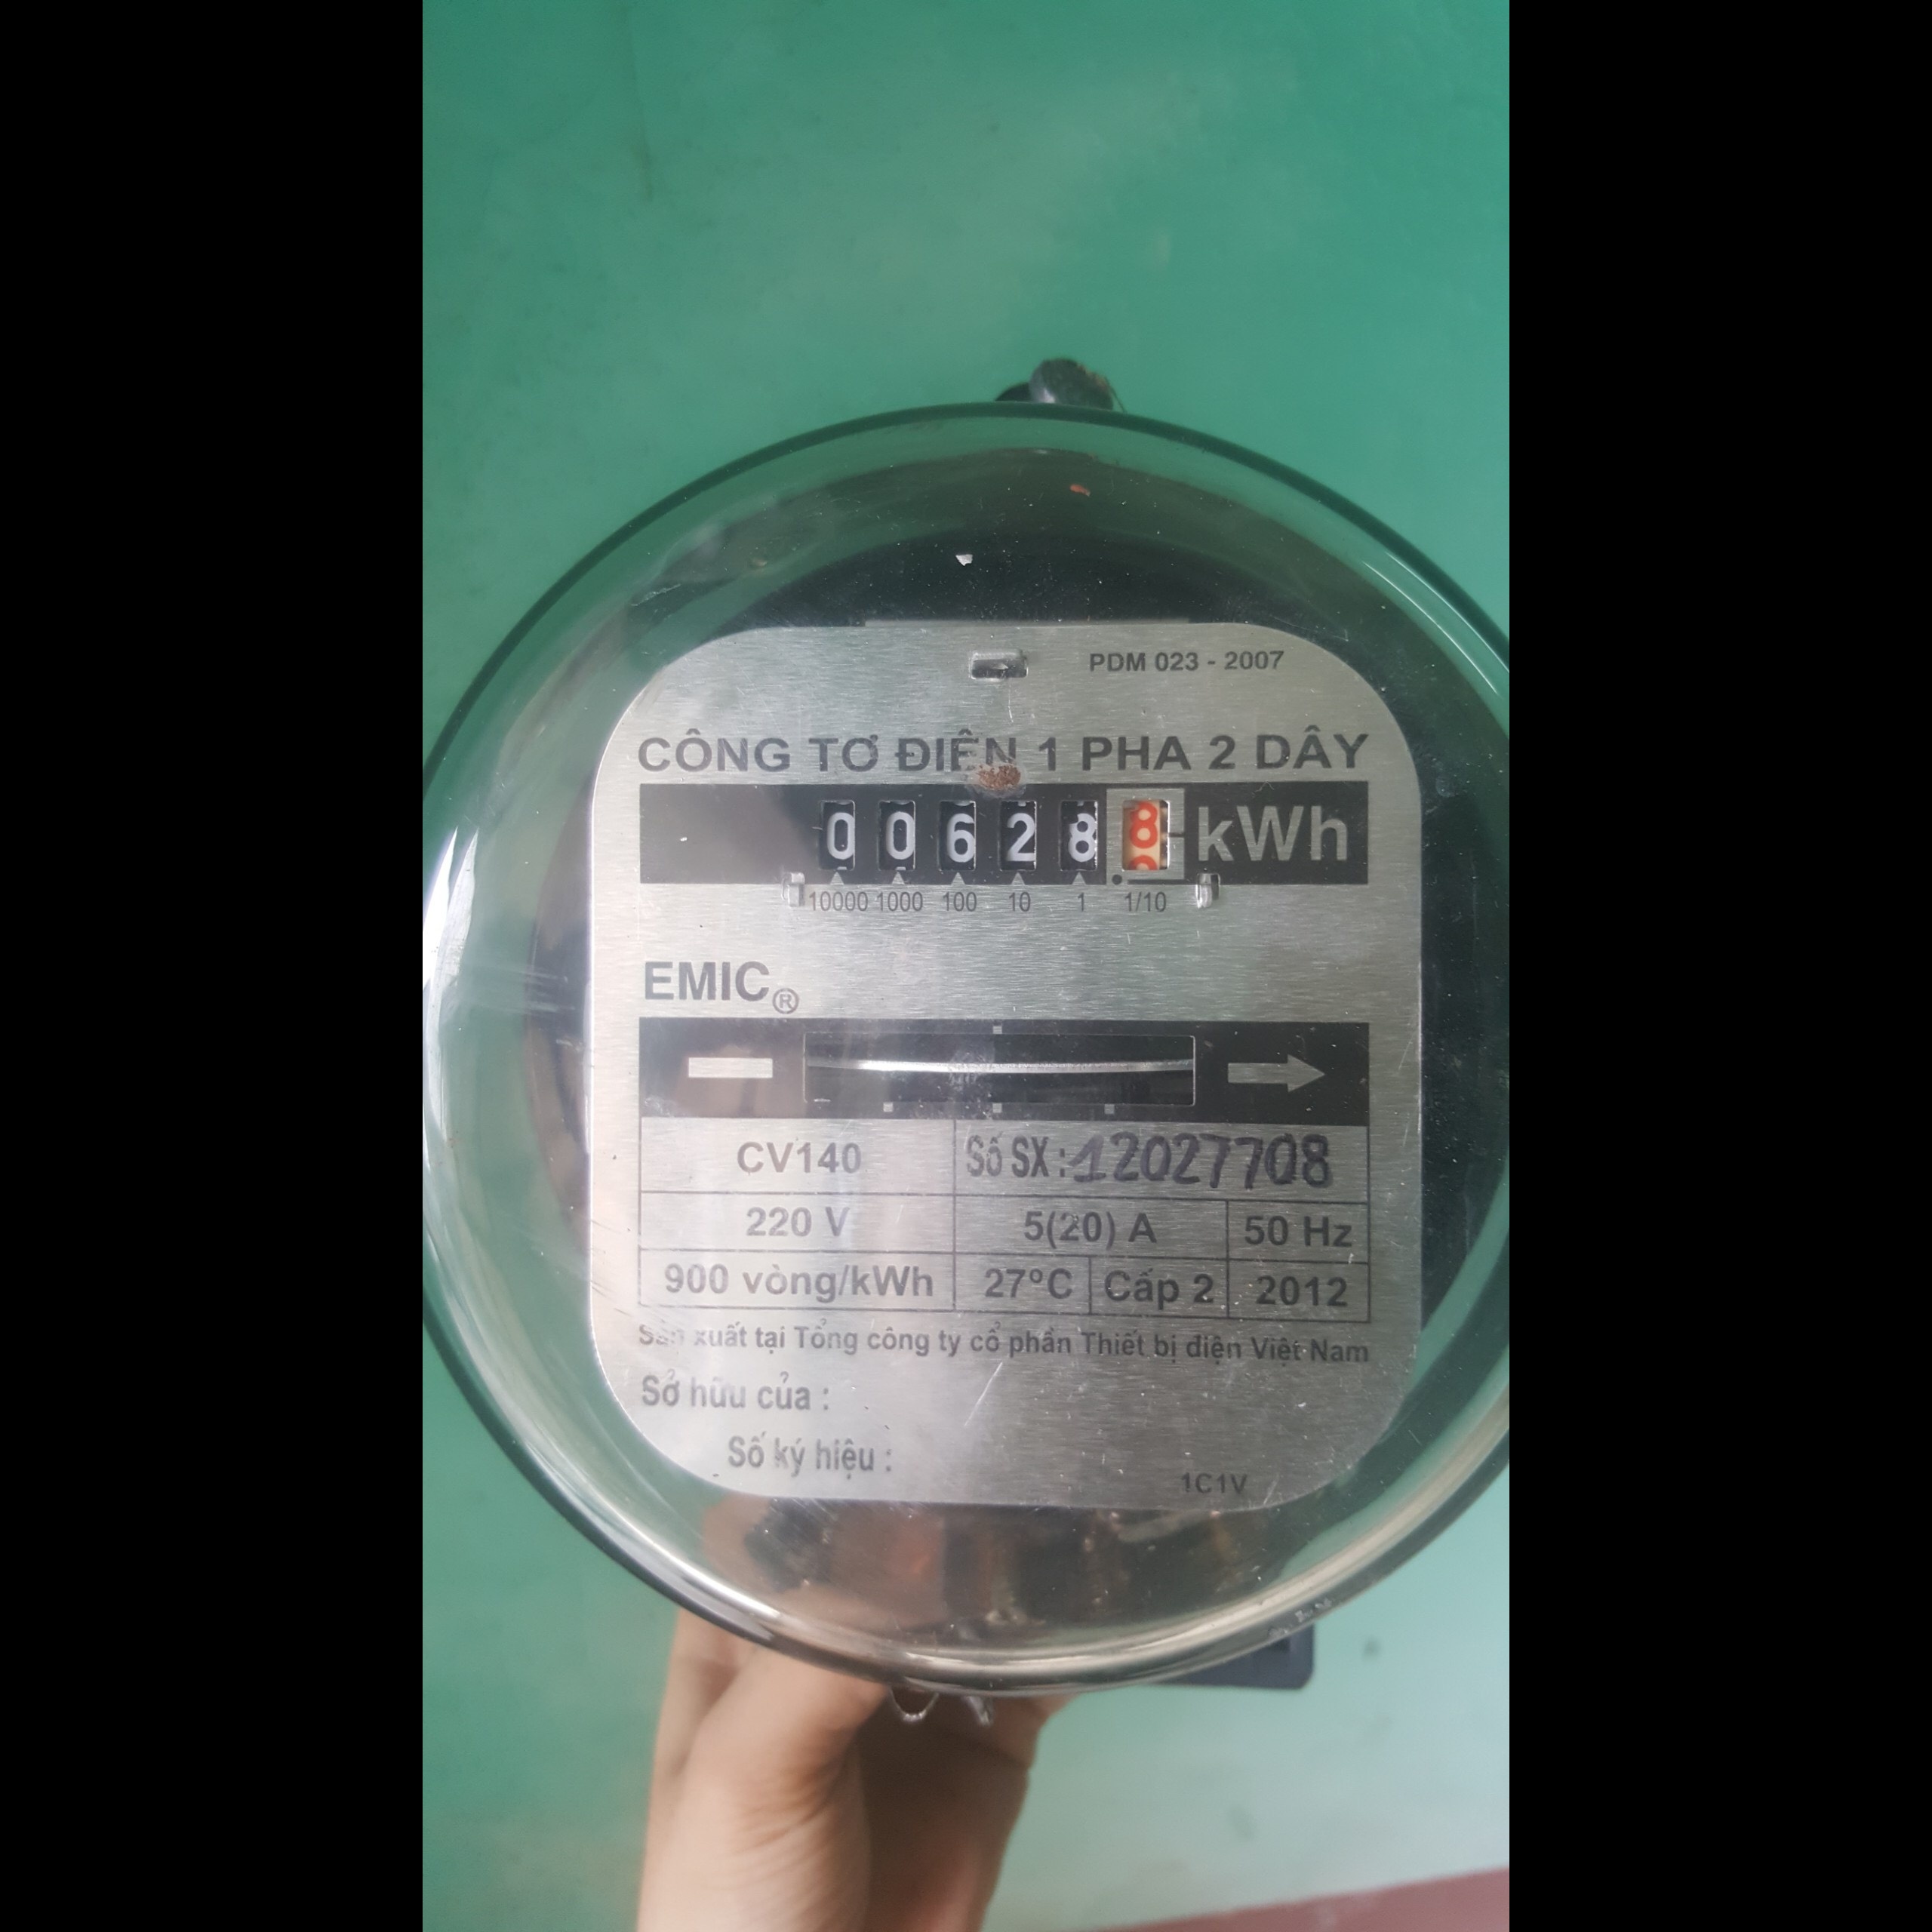 PDM 023 - 2007
CÔNG TƠ ĐIỆN 1 PHA 2 DÂY
0 0 6 2 8 8 kWh
10000 1000 100 10 1 1/10
EMIC®
CV140 Số SX : 12027708
220 V 5(20) A 50 Hz
900 vòng/kWh 27°C Cấp 2 2012
Sản xuất tại Tổng công ty cổ phần Thiết bị điện Việt Nam
Sở hữu của :
Số ký hiệu :
1C1V